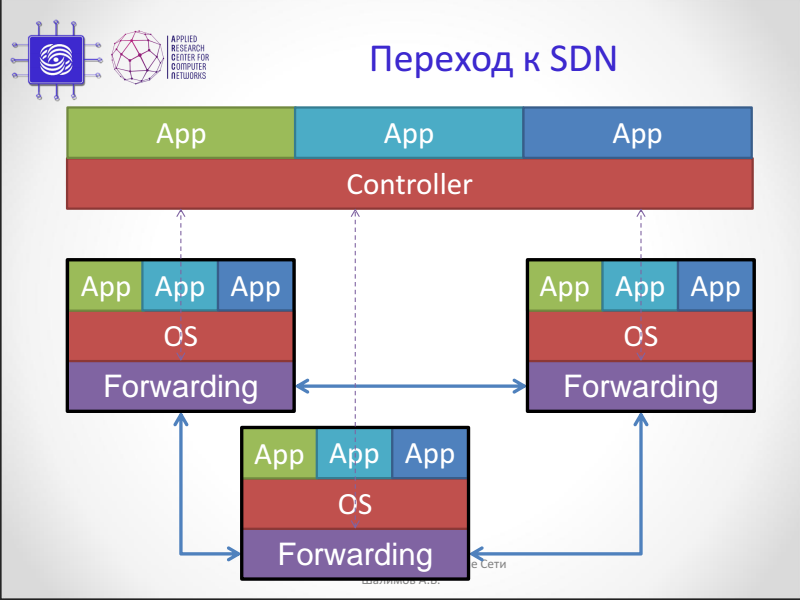 APPLIED
RESEARCH
CENTER FOR
COMPUTER
NETWORKS
Переход к SDN
App App App
Controller
App App App
OS
Forwarding
App App App
OS
Forwarding
App App App
OS
Forwarding
е Сети
Шалимов А.В.